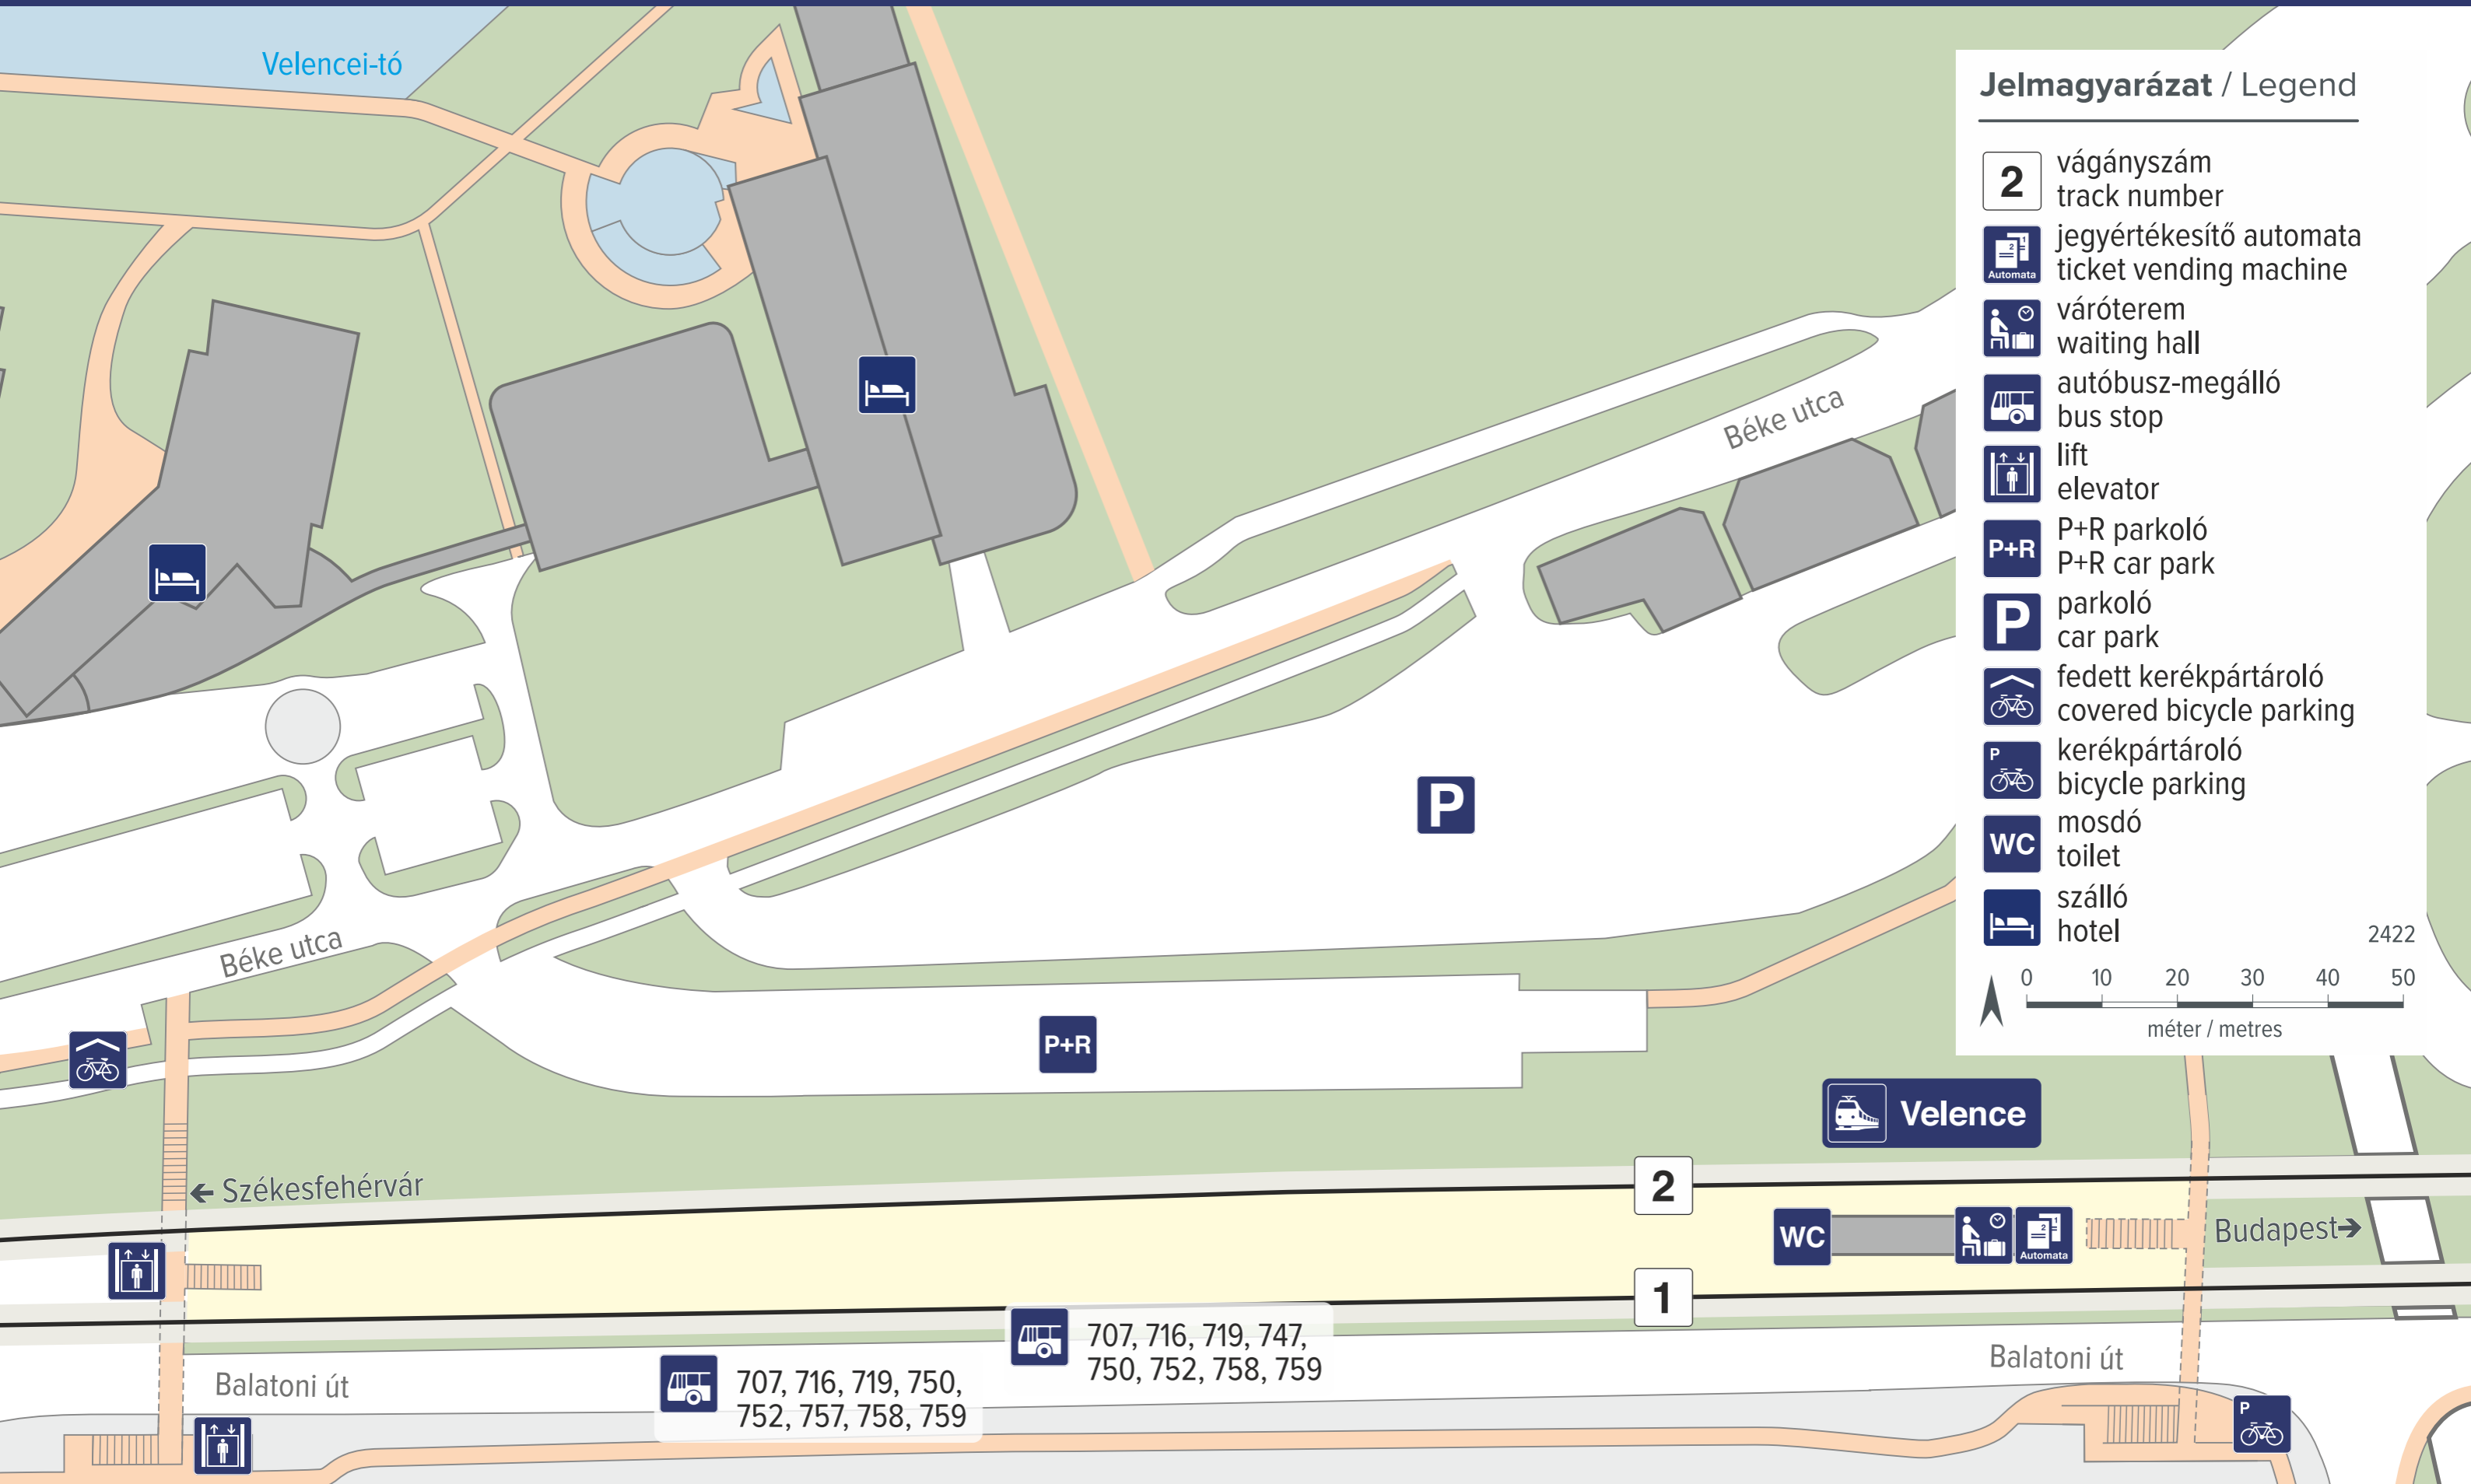 Velencei-tó
Jelmagyarázat / Legend
2
vágányszám
track number
2 1
Automata
jegyértékesítő automata
ticket vending machine
váróterem
waiting hall
autóbusz-megálló
bus stop
lift
elevator
P+R
P+R parkoló
P+R car park
P
parkoló
car park
fedett kerékpártároló
covered bicycle parking
P
kerékpártároló
bicycle parking
WC
mosdó
toilet
szálló
hotel
2422
0 10 20 30 40 50
méter / metres
Béke utca
P
Béke utca
P+R
Velence
← Székesfehérvár
2
WC
2 1
Automata
Budapest→
1
707, 716, 719, 747,
750, 752, 758, 759
Balatoni út
Balatoni út
707, 716, 719, 750,
752, 757, 758, 759
P